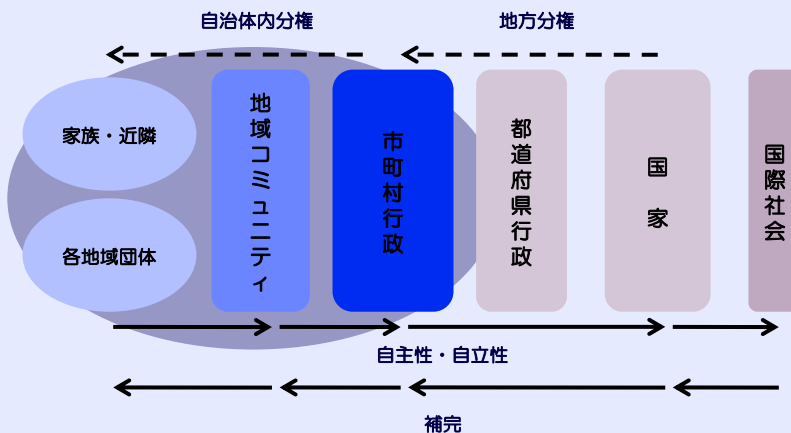 自治体内分権
地方分権
家族・近隣
各地域団体
地域コミュニティ
市町村行政
都道府県行政
国家
国際社会
自主性・自立性
補完